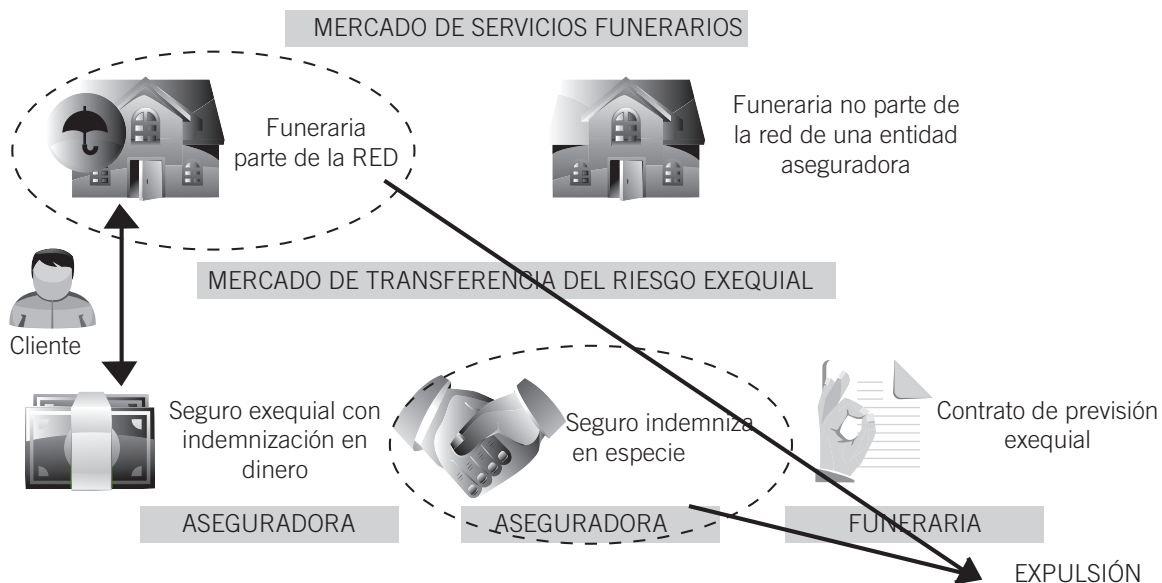 MERCADO DE SERVICIOS FUNERARIOS
Funeraria
parte de la RED
Funeraria no parte de
la red de una entidad
aseguradora
MERCADO DE TRANSFERENCIA DEL RIESGO EXEQUIAL
Cliente
Seguro exequial con
indemnización en
dinero
Seguro indemniza
en especie
Contrato de previsión
exequial
ASEGURADORA
ASEGURADORA
FUNERARIA
EXPULSIÓN